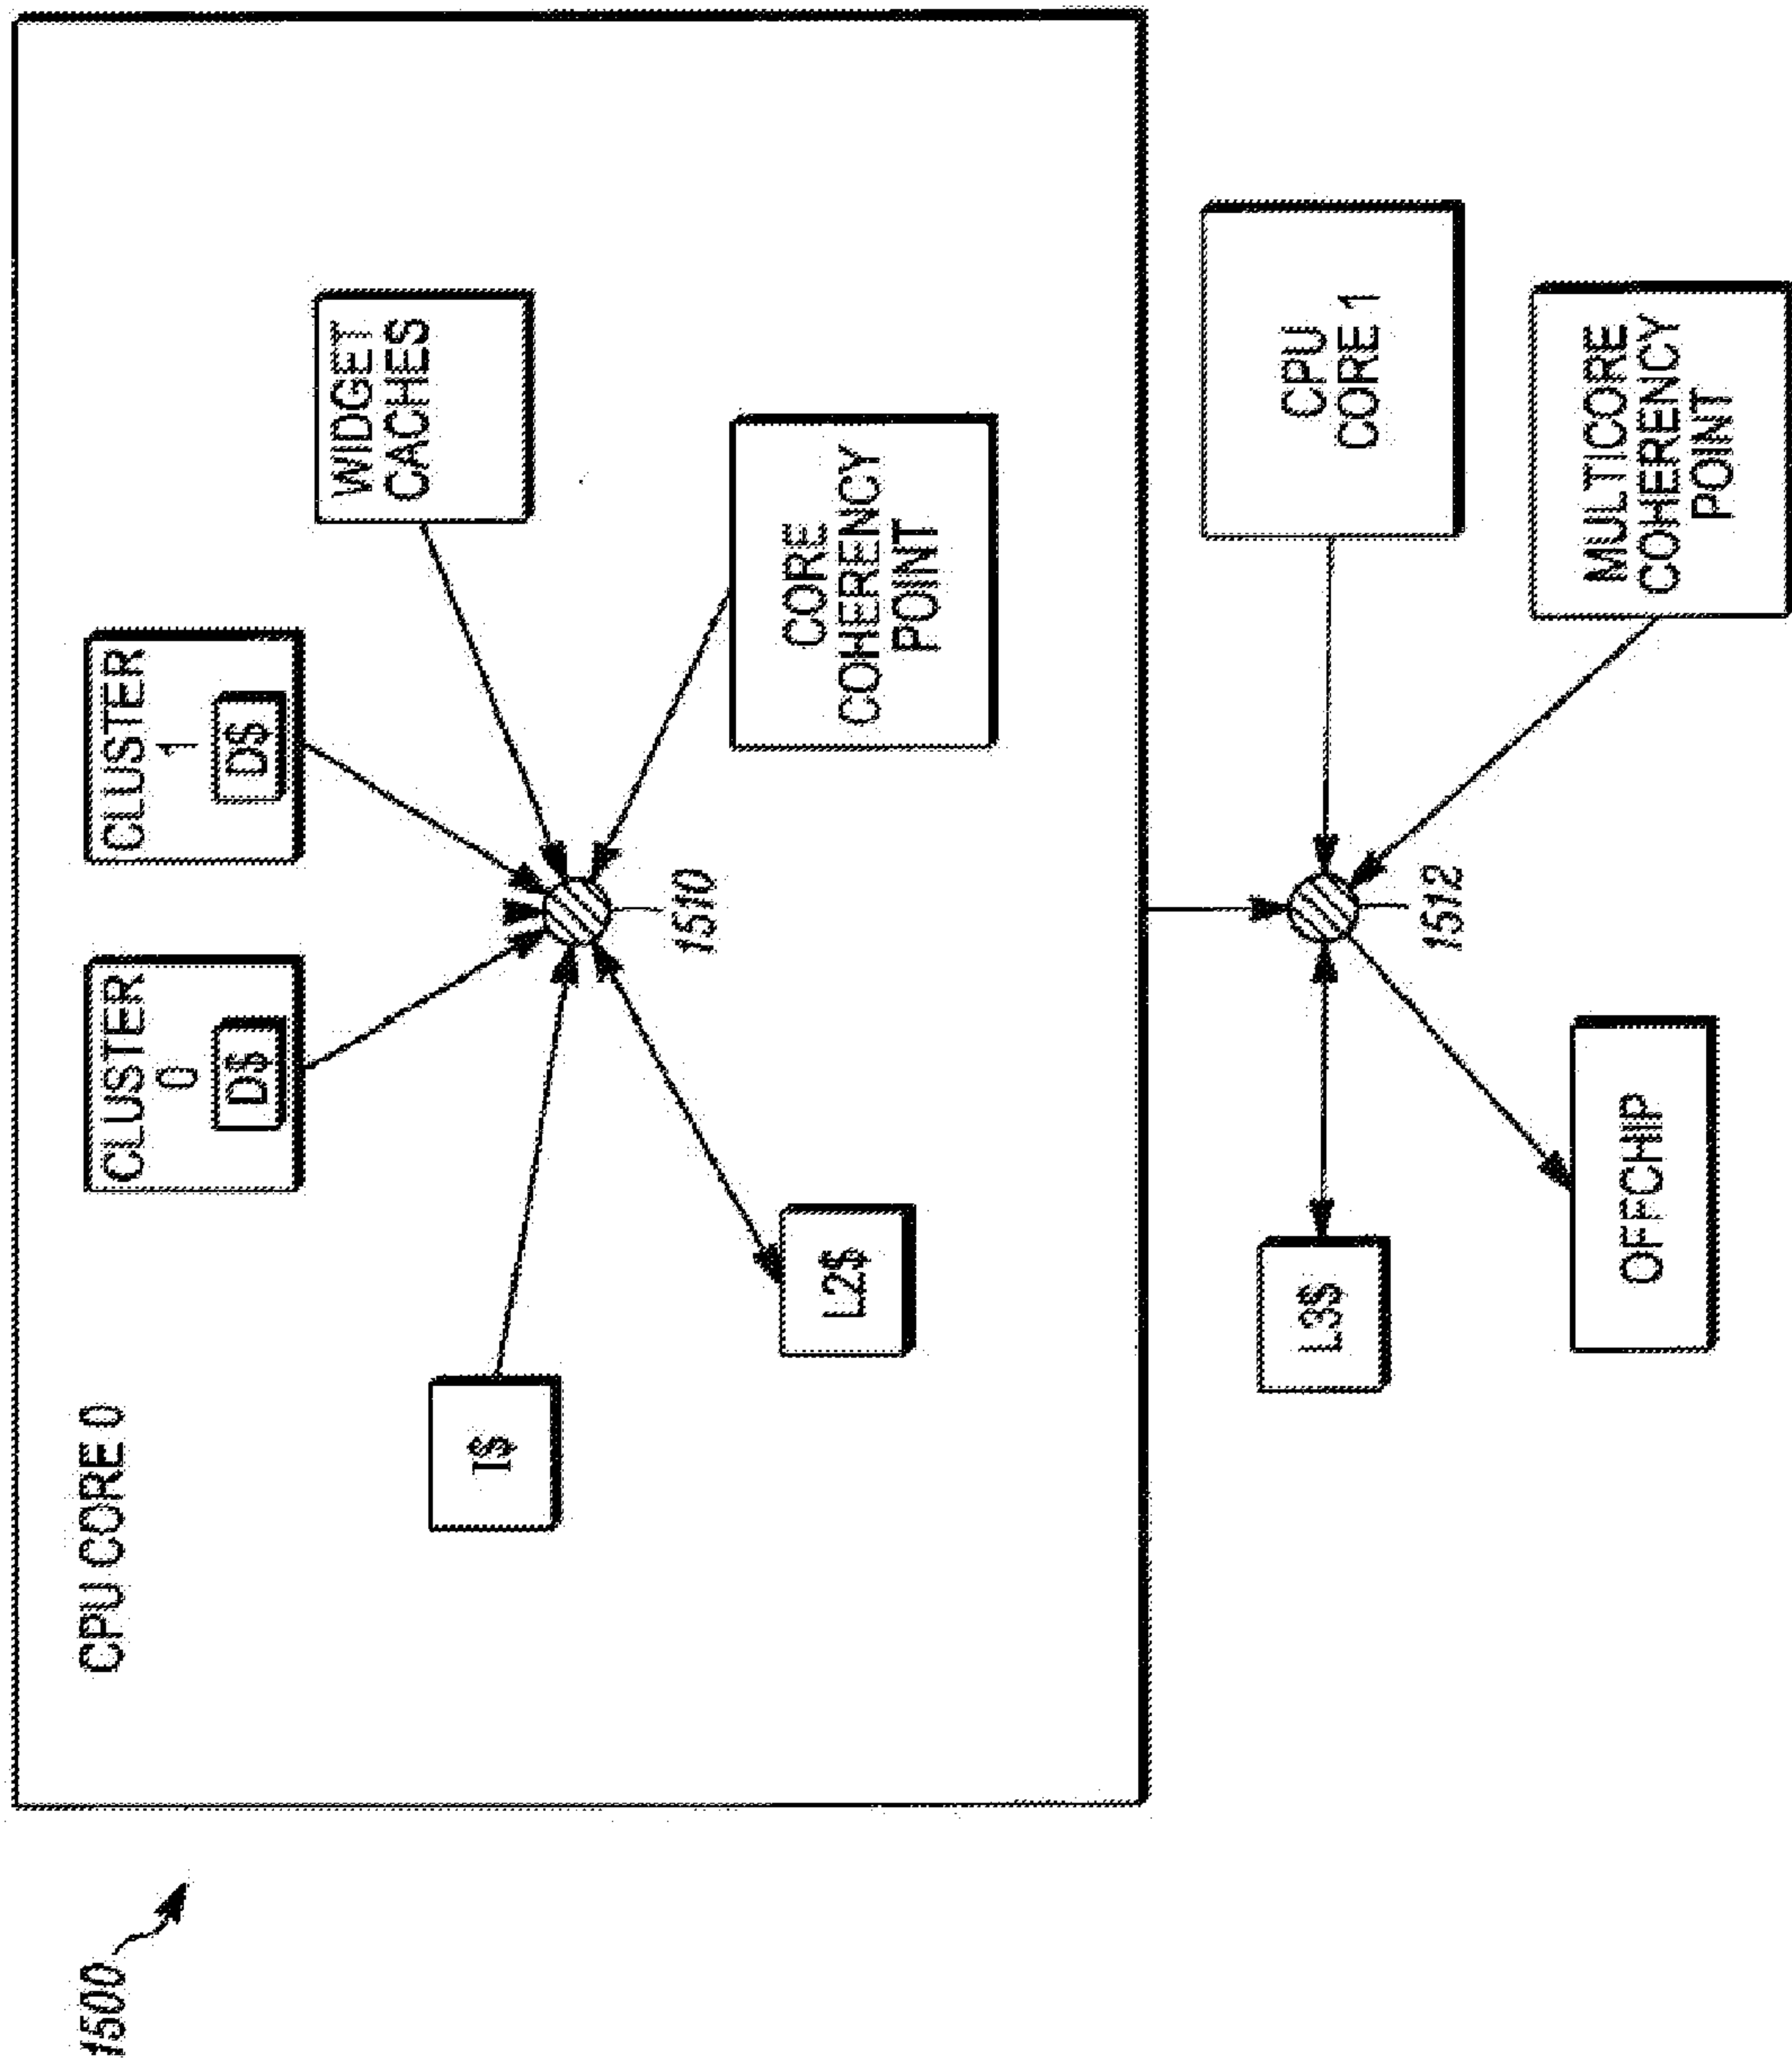 1500
CPU CORE 0
CLUSTER
0
D$
CLUSTER
1
D$
WIDGET
CACHES
I$
1510
L2$
CORE
COHERENCY
POINT
CPU
CORE 1
L3$
1512
OFFCHIP
MULTICORE
COHERENCY
POINT